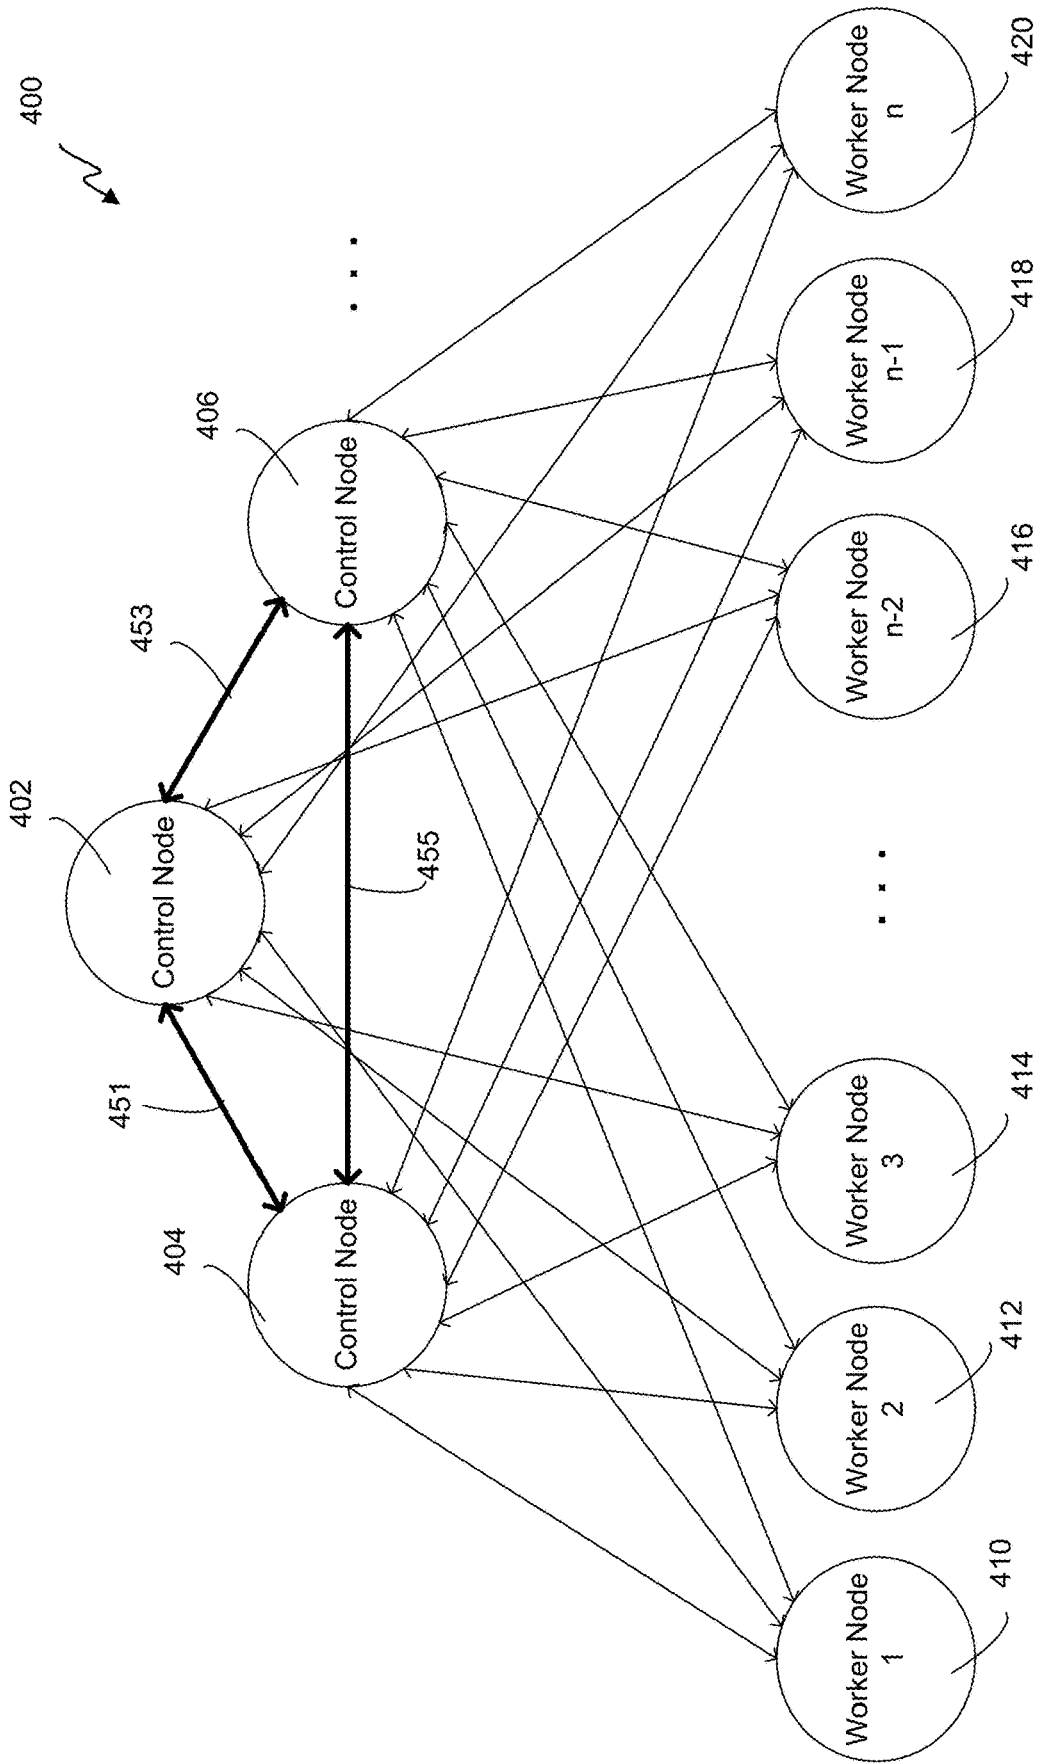 400
402
451
453
404
406
Control Node
Control Node
Control Node
455
. . .
Worker Node
1
Worker Node
2
Worker Node
3
. . .
Worker Node
n-2
Worker Node
n-1
Worker Node
n
410
412
414
416
418
420